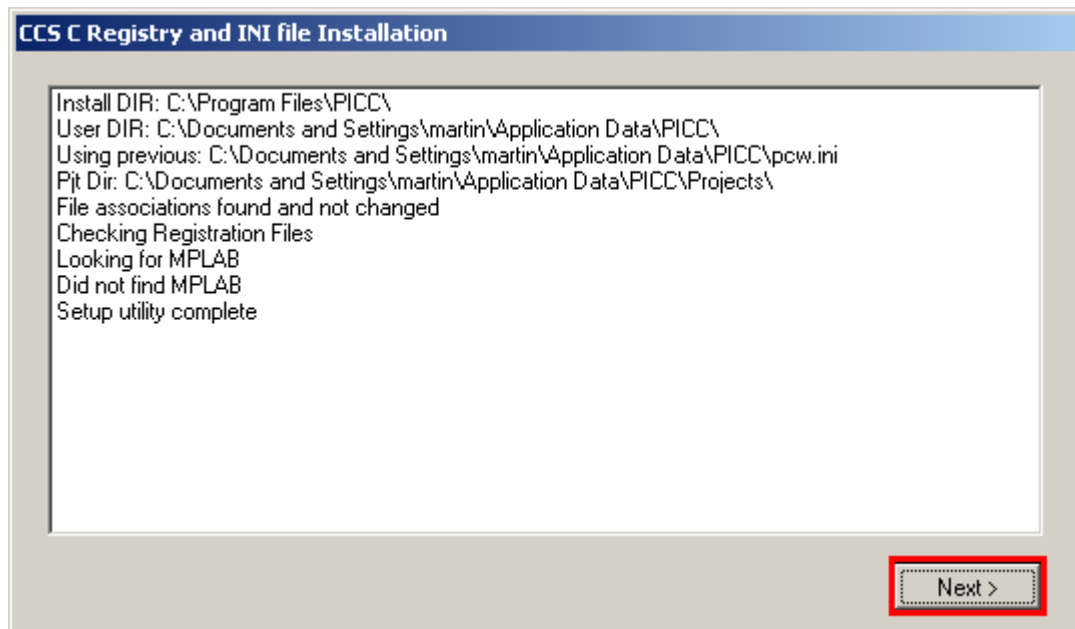 CCS C Registry and INI file Installation
Install DIR: C:\Program Files\PICC\
User DIR: C:\Documents and Settings\martin\Application Data\PICC\
Using previous: C:\Documents and Settings\martin\Application Data\PICC\pcw.ini
Pjt Dir: C:\Documents and Settings\martin\Application Data\PICC\Projects\
File associations found and not changed
Checking Registration Files
Looking for MPLAB
Did not find MPLAB
Setup utility complete
Next >